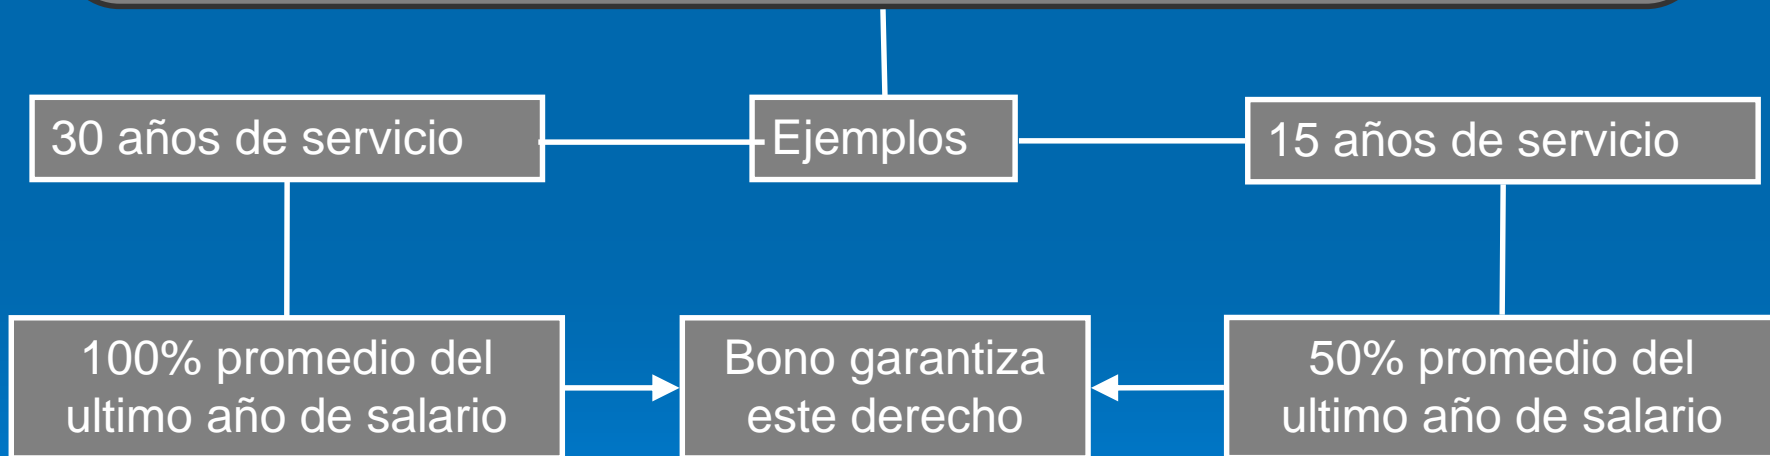 30 años de servicio
Ejemplos
15 años de servicio
100% promedio del
ultimo año de salario
Bono garantiza
este derecho
50% promedio del
ultimo año de salario